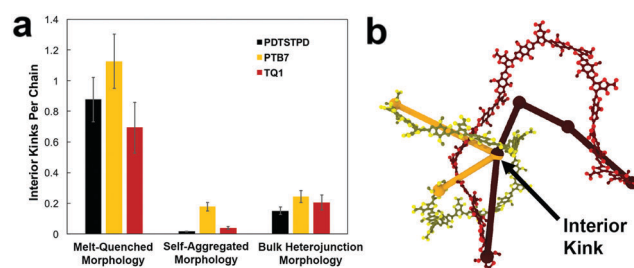 a
b
Interior Kinks Per Chain
1.4
1.2
1
0.8
0.6
0.4
0.2
0
PDTSTPD
PTB7
TQ1
Melt-Quenched
Morphology
Self-Aggregated
Morphology
Bulk Heterojunction
Morphology
Interior
Kink